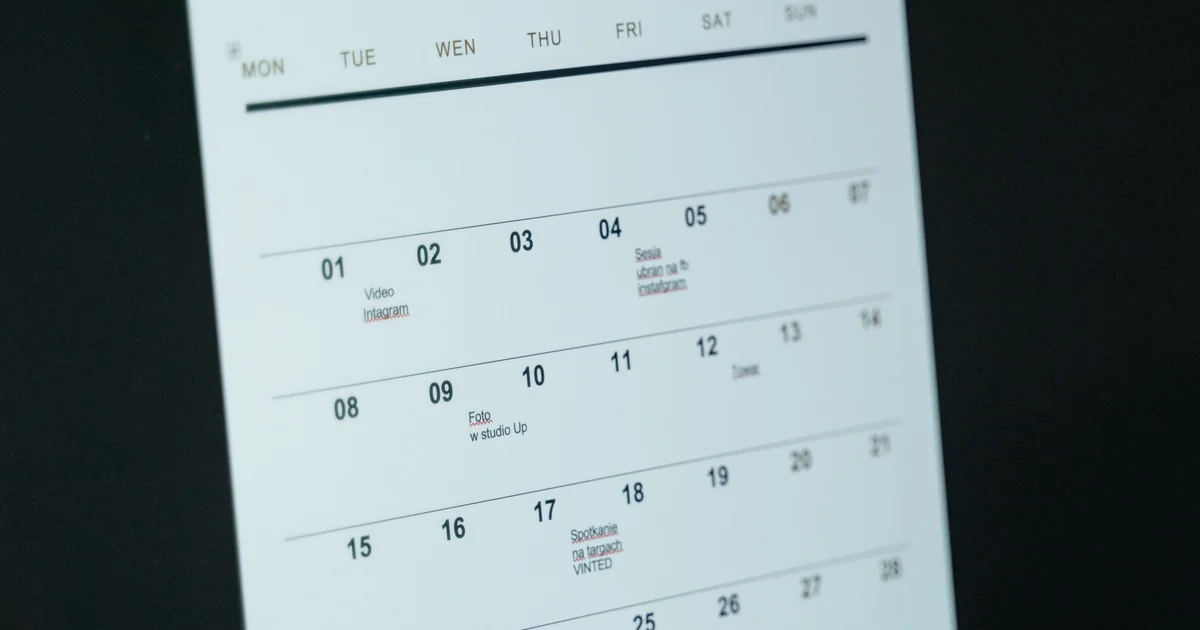 MON TUE WEN THU FRI SAT SUN
01 02 03 04 05 06 07
Video
Intagram
Sesja
ubran na fb
instafgram
08 09 10 11 12 13 14
Foto
w studio Up
15 16 17 18 19 20 21
Spotkanie
na targach
VINTED
25 26 27 28